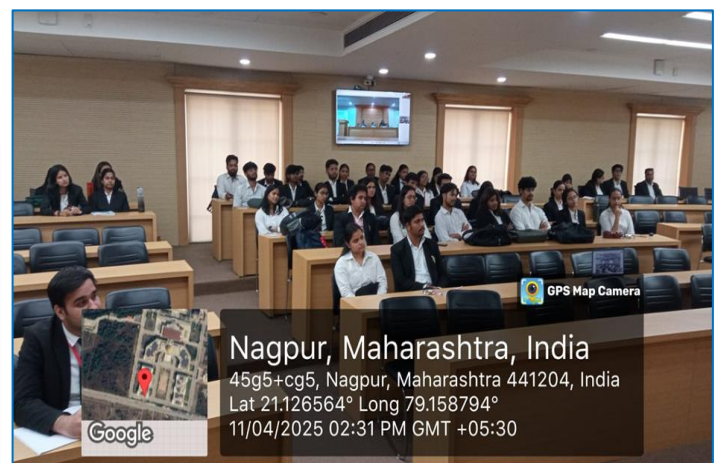 GPS Map Camera
Nagpur, Maharashtra, India
45g5+cg5, Nagpur, Maharashtra 441204, India
Lat 21.126564° Long 79.158794°
11/04/2025 02:31 PM GMT +05:30
Google